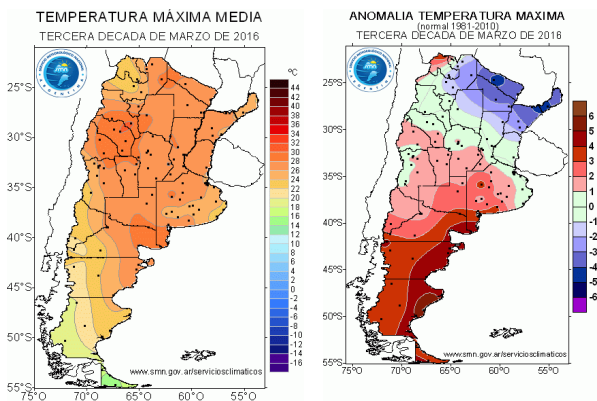 TEMPERATURA MÁXIMA MEDIA
TERCERA DECADA DE MARZO DE 2016
25°S
30°S
35°S
40°S
45°S
50°S
55°S
75°O
70°O
65°O
60°O
55°O
www.smn.gov.ar/serviciosclimaticos
ºC
44
42
40
38
36
34
32
30
28
26
24
22
20
18
16
14
12
10
8
6
4
2
0
-2
-4
-6
-8
-10
-12
-14
-16
ANOMALIA TEMPERATURA MAXIMA
(normal 1981-2010)
TERCERA DECADA DE MARZO DE 2016
25°S
30°S
35°S
40°S
45°S
50°S
55°S
75°O
70°O
65°O
60°O
55°O
www.smn.gov.ar/serviciosclimaticos
6
5
4
3
2
1
0
-1
-2
-3
-4
-5
-6